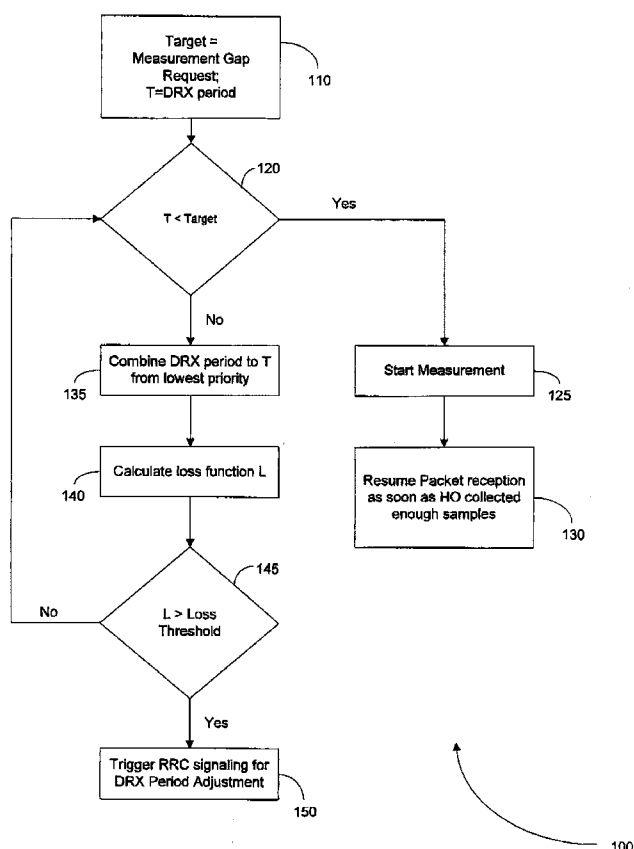 Target =
Measurement Gap
Request;
T=DRX period
110
120
T < Target
Yes
No
Combine DRX period to T
from lowest priority
135
Start Measurement
125
Calculate loss function L
140
Resume Packet reception
as soon as HO collected
enough samples
130
145
L > Loss
Threshold
No
Yes
Trigger RRC signaling for
DRX Period Adjustment
150
100